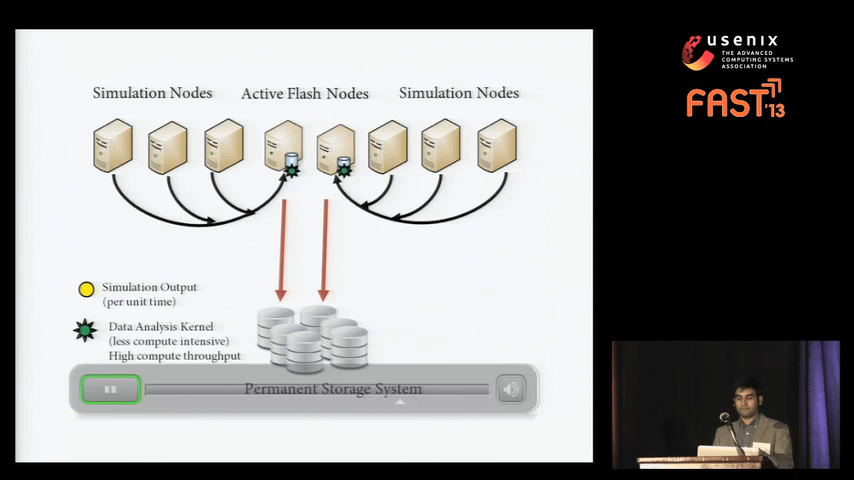 Simulation Nodes
Active Flash Nodes
Simulation Nodes
Simulation Output
(per unit time)
Data Analysis Kernel
(less compute intensive)
High compute throughput
Permanent Storage System
usenix
THE ADVANCED
COMPUTING SYSTEMS
ASSOCIATION
FAST'13